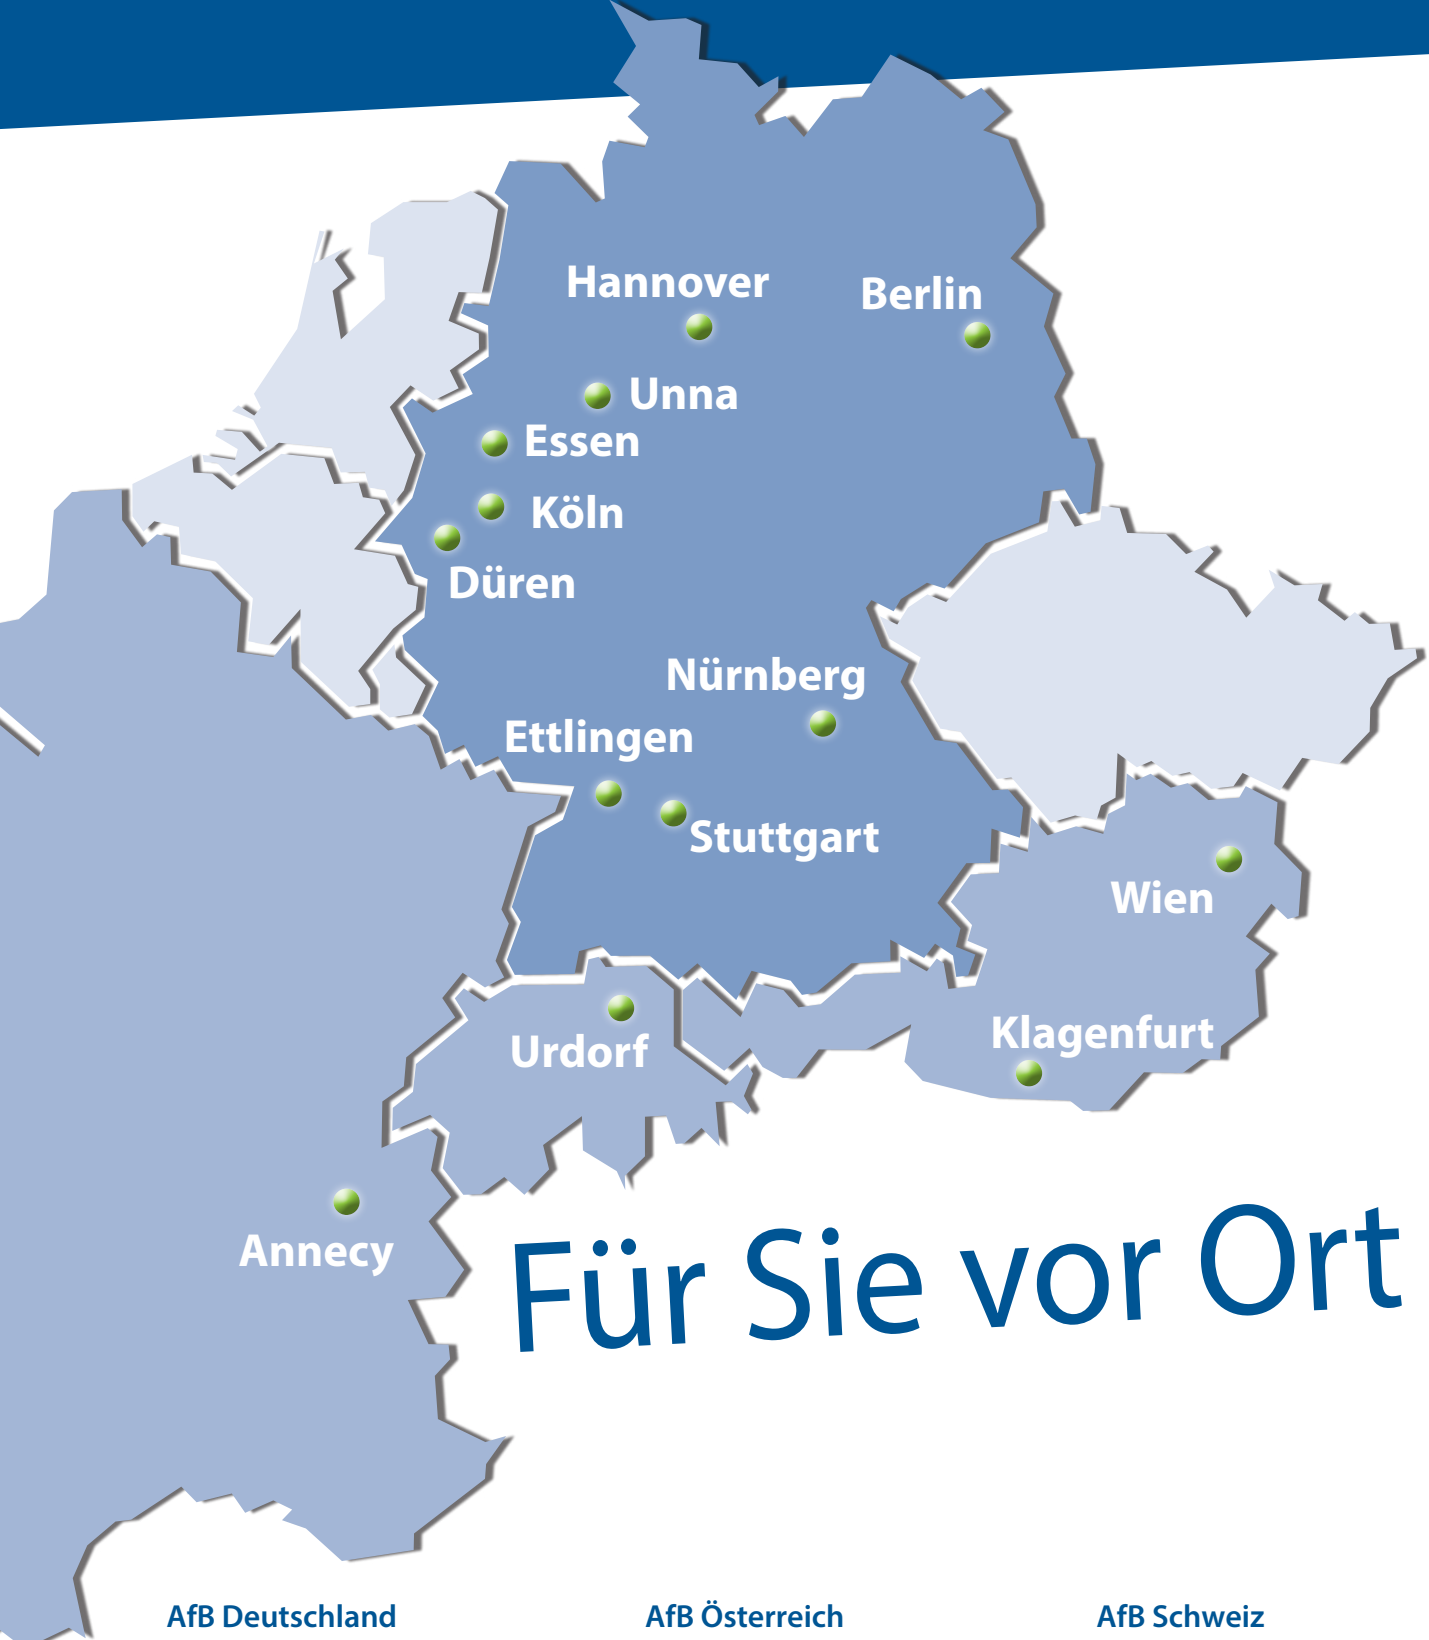 Hannover
Berlin
Unna
Essen
Köln
Düren
Nürnberg
Ettlingen
Stuttgart
Wien
Klagenfurt
Urdorf
Annecy
Für Sie vor Ort
AfB Deutschland
AfB Österreich
AfB Schweiz